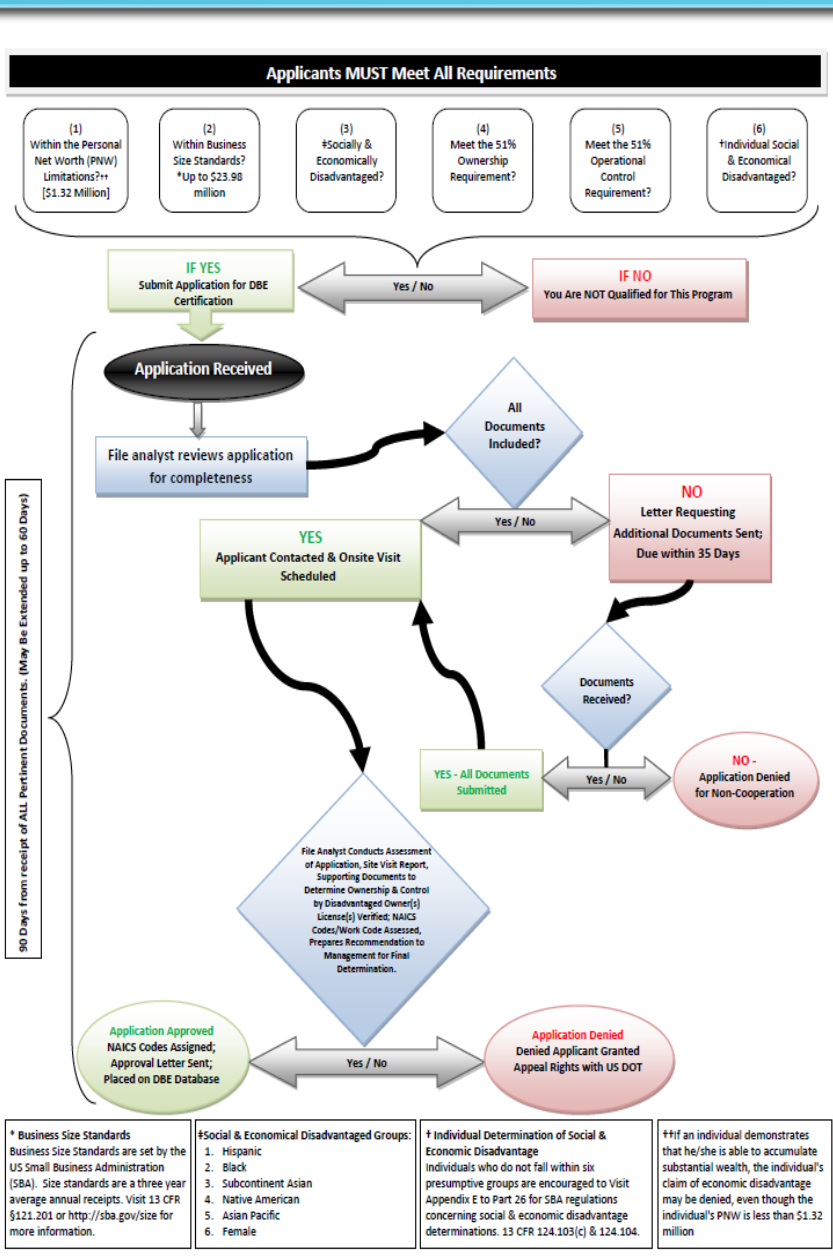 Applicants MUST Meet All Requirements
(1)
Within the Personal
Net Worth (PNW)
Limitations?††
[$1.32 Million]
(2)
Within Business
Size Standards?
*Up to $23.98
million
(3)
‡Socially &
Economically
Disadvantaged?
(4)
Meet the 51%
Ownership
Requirement?
(5)
Meet the 51%
Operational
Control
Requirement?
(6)
†Individual Social
& Economical
Disadvantaged?
IF YES
Submit Application for DBE
Certification
Yes / No
IF NO
You Are NOT Qualified for This Program
Application Received
File analyst reviews application
for completeness
All
Documents
Included?
Yes / No
YES
Applicant Contacted & Onsite Visit
Scheduled
NO
Letter Requesting
Additional Documents Sent;
Due within 35 Days
90 Days from receipt of ALL Pertinent Documents. (May Be Extended up to 60 Days)
Documents
Received?
YES - All Documents
Submitted
Yes / No
NO -
Application Denied
for Non-Cooperation
File Analyst Conducts Assessment
of Application, Site Visit Report,
Supporting Documents to
Determine Ownership & Control
by Disadvantaged Owner(s)
License(s) Verified; NAICS
Codes/Work Code Assessed,
Prepares Recommendation to
Management for Final
Determination.
Application Approved
NAICS Codes Assigned;
Approval Letter Sent;
Placed on DBE Database
Yes / No
Application Denied
Denied Applicant Granted
Appeal Rights with US DOT
* Business Size Standards
Business Size Standards are set by the
US Small Business Administration
(SBA). Size standards are a three year
average annual receipts. Visit 13 CFR
§121.201 or http://sba.gov/size for
more information.
‡Social & Economical Disadvantaged Groups:
1. Hispanic
2. Black
3. Subcontinent Asian
4. Native American
5. Asian Pacific
6. Female
† Individual Determination of Social &
Economic Disadvantage
Individuals who do not fall within six
presumptive groups are encouraged to Visit
Appendix E to Part 26 for SBA regulations
concerning social & economic disadvantage
determinations. 13 CFR 124.103(c) & 124.104.
††If an individual demonstrates
that he/she is able to accumulate
substantial wealth, the individual's
claim of economic disadvantage
may be denied, even though the
individual's PNW is less than $1.32
million